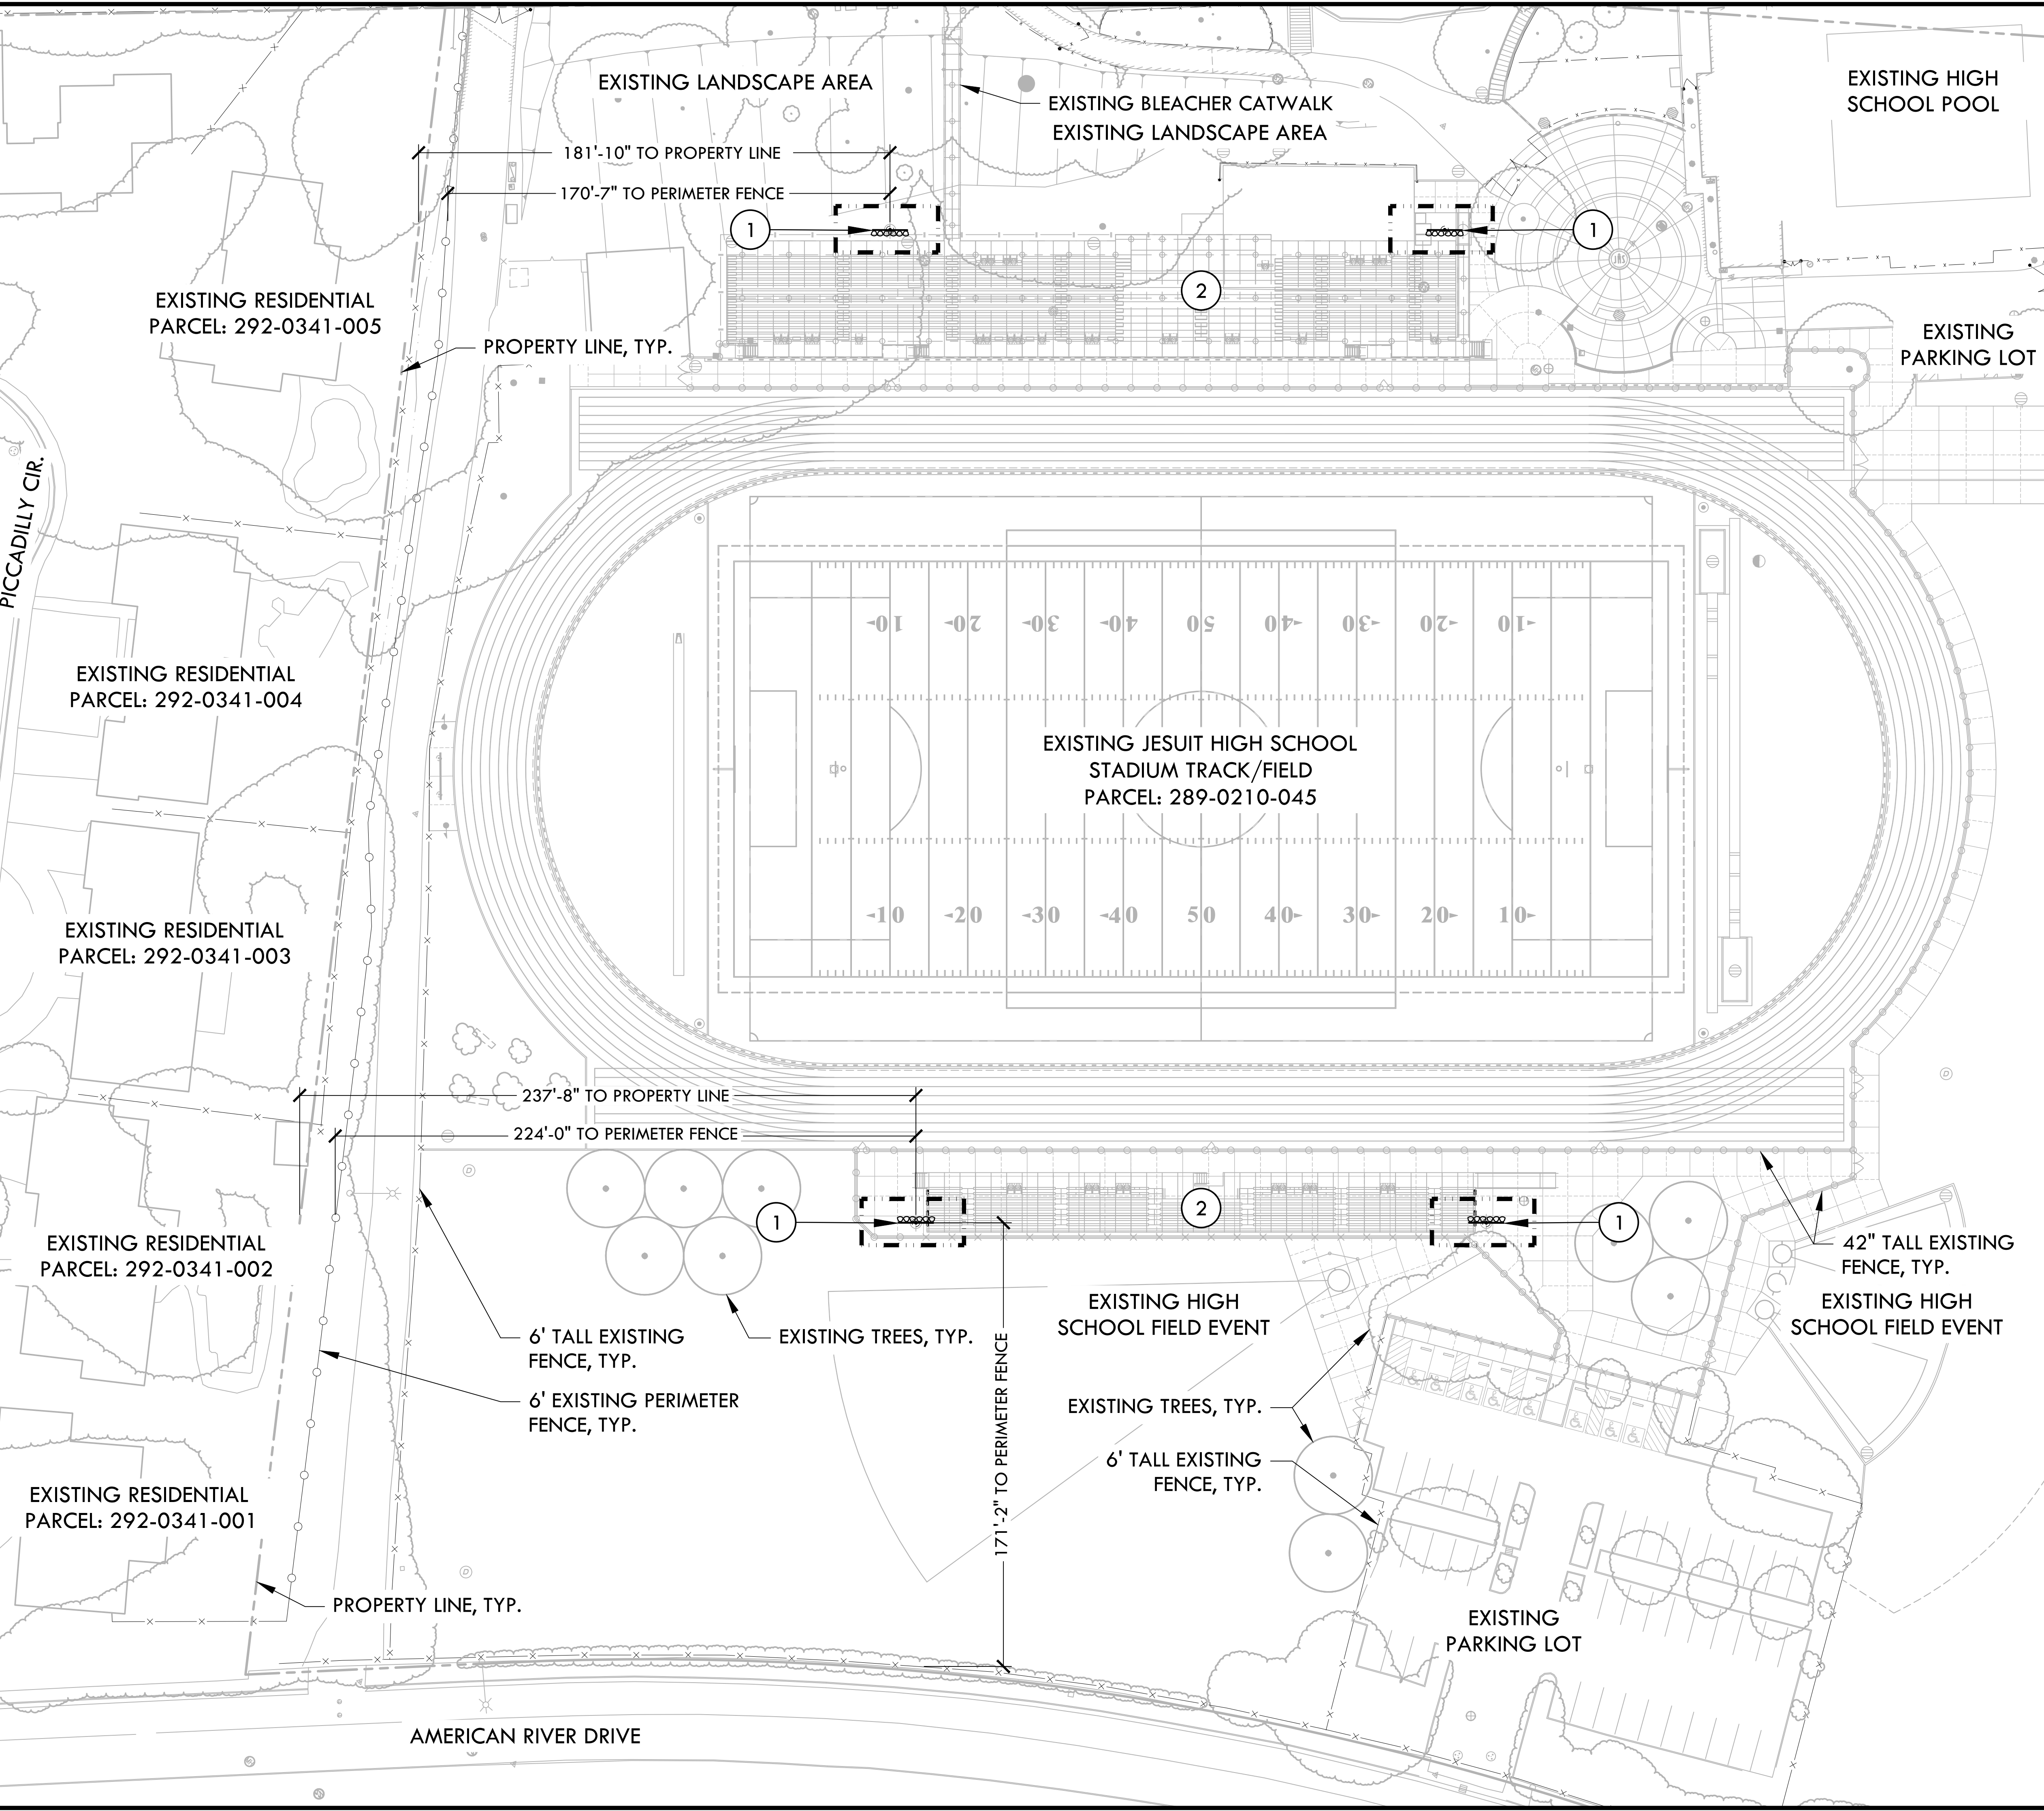 EXISTING LANDSCAPE AREA
EXISTING BLEACHER CATWALK
EXISTING LANDSCAPE AREA
EXISTING HIGH
SCHOOL POOL
181'-10" TO PROPERTY LINE
170'-7" TO PERIMETER FENCE
1
1
2
JHS
EXISTING RESIDENTIAL
PARCEL: 292-0341-005
PROPERTY LINE, TYP.
EXISTING
PARKING LOT
PICCADILLY CIR.
10 20 30 40 50 40 30 20 10
EXISTING RESIDENTIAL
PARCEL: 292-0341-004
EXISTING JESUIT HIGH SCHOOL
STADIUM TRACK/FIELD
PARCEL: 289-0210-045
10 20 30 40 50 40 30 20 10
EXISTING RESIDENTIAL
PARCEL: 292-0341-003
237'-8" TO PROPERTY LINE
224'-0" TO PERIMETER FENCE
1
2
1
EXISTING RESIDENTIAL
PARCEL: 292-0341-002
42" TALL EXISTING
FENCE, TYP.
EXISTING HIGH
SCHOOL FIELD EVENT
EXISTING HIGH
SCHOOL FIELD EVENT
6' TALL EXISTING
FENCE, TYP.
EXISTING TREES, TYP.
6' EXISTING PERIMETER
FENCE, TYP.
171'-2" TO PERIMETER FENCE
EXISTING TREES, TYP.
6' TALL EXISTING
FENCE, TYP.
EXISTING RESIDENTIAL
PARCEL: 292-0341-001
PROPERTY LINE, TYP.
EXISTING
PARKING LOT
AMERICAN RIVER DRIVE